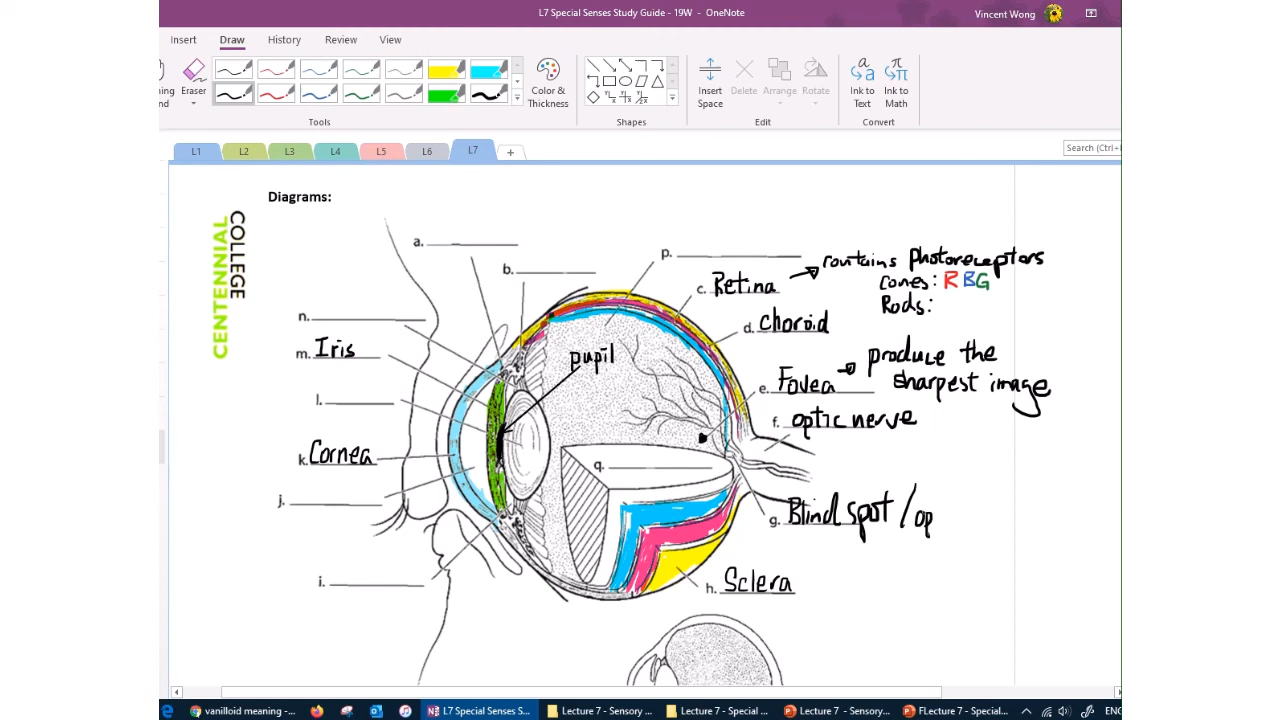 L7 Special Senses Study Guide - 19W - OneNote
Vincent Wong
Insert Draw History Review View
Eraser
Color & Thickness
Insert Space
Delete
Arrange
Rotate
Ink to Text
Ink to Math
Tools Shapes Edit Convert
L1 L2 L3 L4 L5 L6 L7 +
Search (Ctrl+
Diagrams:
CENTENNIAL
COLLEGE
a.
b.
p.
c. Retina contains photoreceptors
Cones: R B G
Rods:
n.
d. choroid
m. Iris
pupil
produce the
e. Fovea sharpest image
l.
f. optic nerve
k. Cornea
q.
j.
g. Blind spot / op
i.
h. Sclera
vanilloid meaning -...
L7 Special Senses S...
Lecture 7 - Sensory ...
Lecture 7 - Special ...
Lecture 7 - Sensory...
FLecture 7 - Special...
ENG